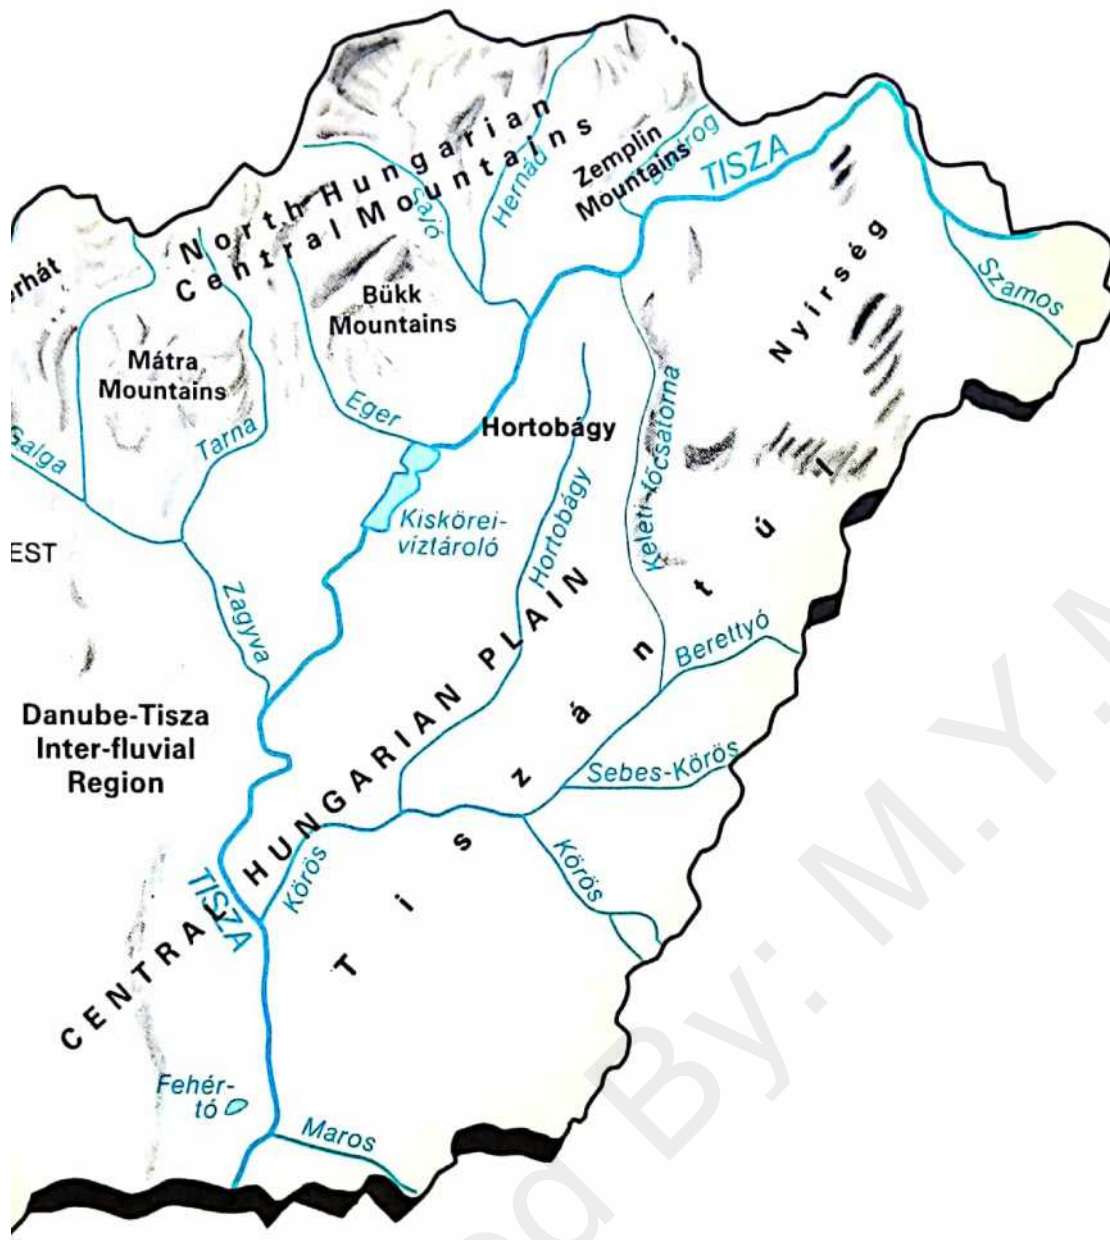 North Hungarian
Central Mountains
Zemplin
Mountains
TISZA
Sajó
Hernád
Nyírség
Szamos
Bükk
Mountains
Mátra
Mountains
Eger
Tarna
Hortobágy
Keleti-főcsatorna
Kiskörei-
víztároló
Hortobágy
EST
Zagyva
Berettyó
Danube-Tisza
Inter-fluvial
Region
Sebes-Körös
CENTRAL HUNGARIAN PLAIN
Tiszántúl
Körös
Körös
TISZA
Fehér-
tó
Maros
By: M.Y.